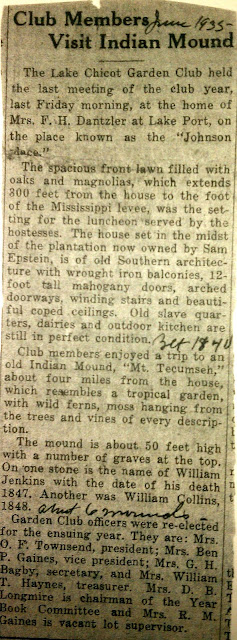 Club Members June 1935-
Visit Indian Mound
The Lake Chicot Garden Club held
the last meeting of the club year,
last Friday morning, at the home of
Mrs. F. H. Dantzler at Lake Port, on
the place known as the "Johnson
Place."
The spacious front lawn filled with
oaks and magnolias, which extends
300 feet from the house to the foot
of the Mississippi levee, was the set-
ting for the luncheon served by the
hostesses. The house set in the midst
of the plantation now owned by Sam
Epstin, is of old Southern architec-
ture with wrought iron balconies, 12-
foot tall mahogany doors, arched
doorways, winding stairs and beauti-
ful coped ceilings. Old slave quar-
ters, dairies and outdoor kitchen are
still in perfect condition. 1840
Club members enjoyed a trip to an
old Indian Mound, "Mt. Tecumseh,"
about four miles from the house,
which resembles a tropical garden,
with wild ferns, moss hanging from
the trees and vines of every descrip-
tion.
The mound is about 50 feet high
with a number of graves at the top.
On one stone is the name of William
Jenkins with the date of his death
1847. Another was William Collins,
1848. about 6 mounds
Garden Club officers were re-elected
for the ensuing year. They are: Mrs.
O. F. Townsend, president; Mrs. Ben
P. Gaines, vice president; Mrs. G. H.
Bagby, secretary, and Mrs. William
T. Haynes, treasurer. Mrs. D. B.
Longmire is chairman of the Year
Book Committee and Mrs. R. M.
Gaines is vacant lot supervisor.